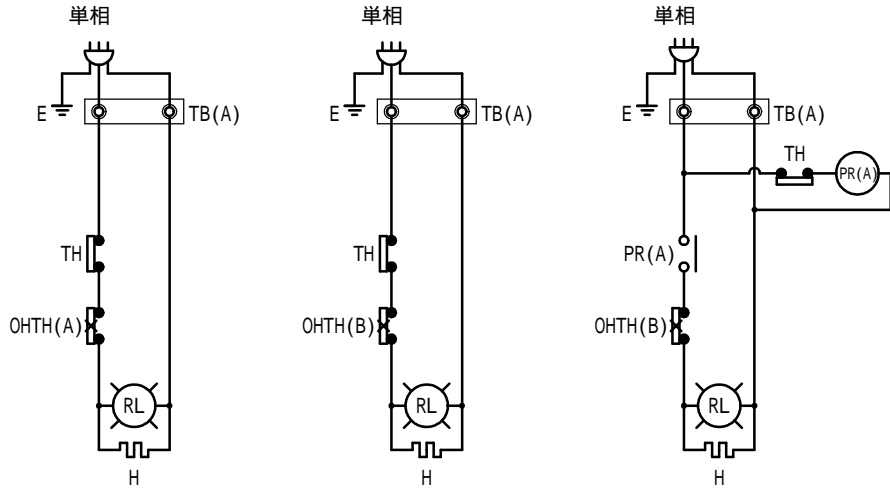 単相
E
TB(A)
TH
OHTH(A)
RL
H
単相
E
TB(A)
TH
OHTH(B)
RL
H
単相
E
TB(A)
TH
PR(A)
PR(A)
OHTH(B)
RL
H